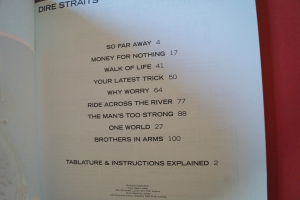 DIRE STRAITS
SO FAR AWAY 4
MONEY FOR NOTHING 17
WALK OF LIFE 41
YOUR LATEST TRICK 50
WHY WORRY 64
RIDE ACROSS THE RIVER 77
THE MAN'S TOO STRONG 88
ONE WORLD 27
BROTHERS IN ARMS 100
TABLATURE & INSTRUCTIONS EXPLAINED 2